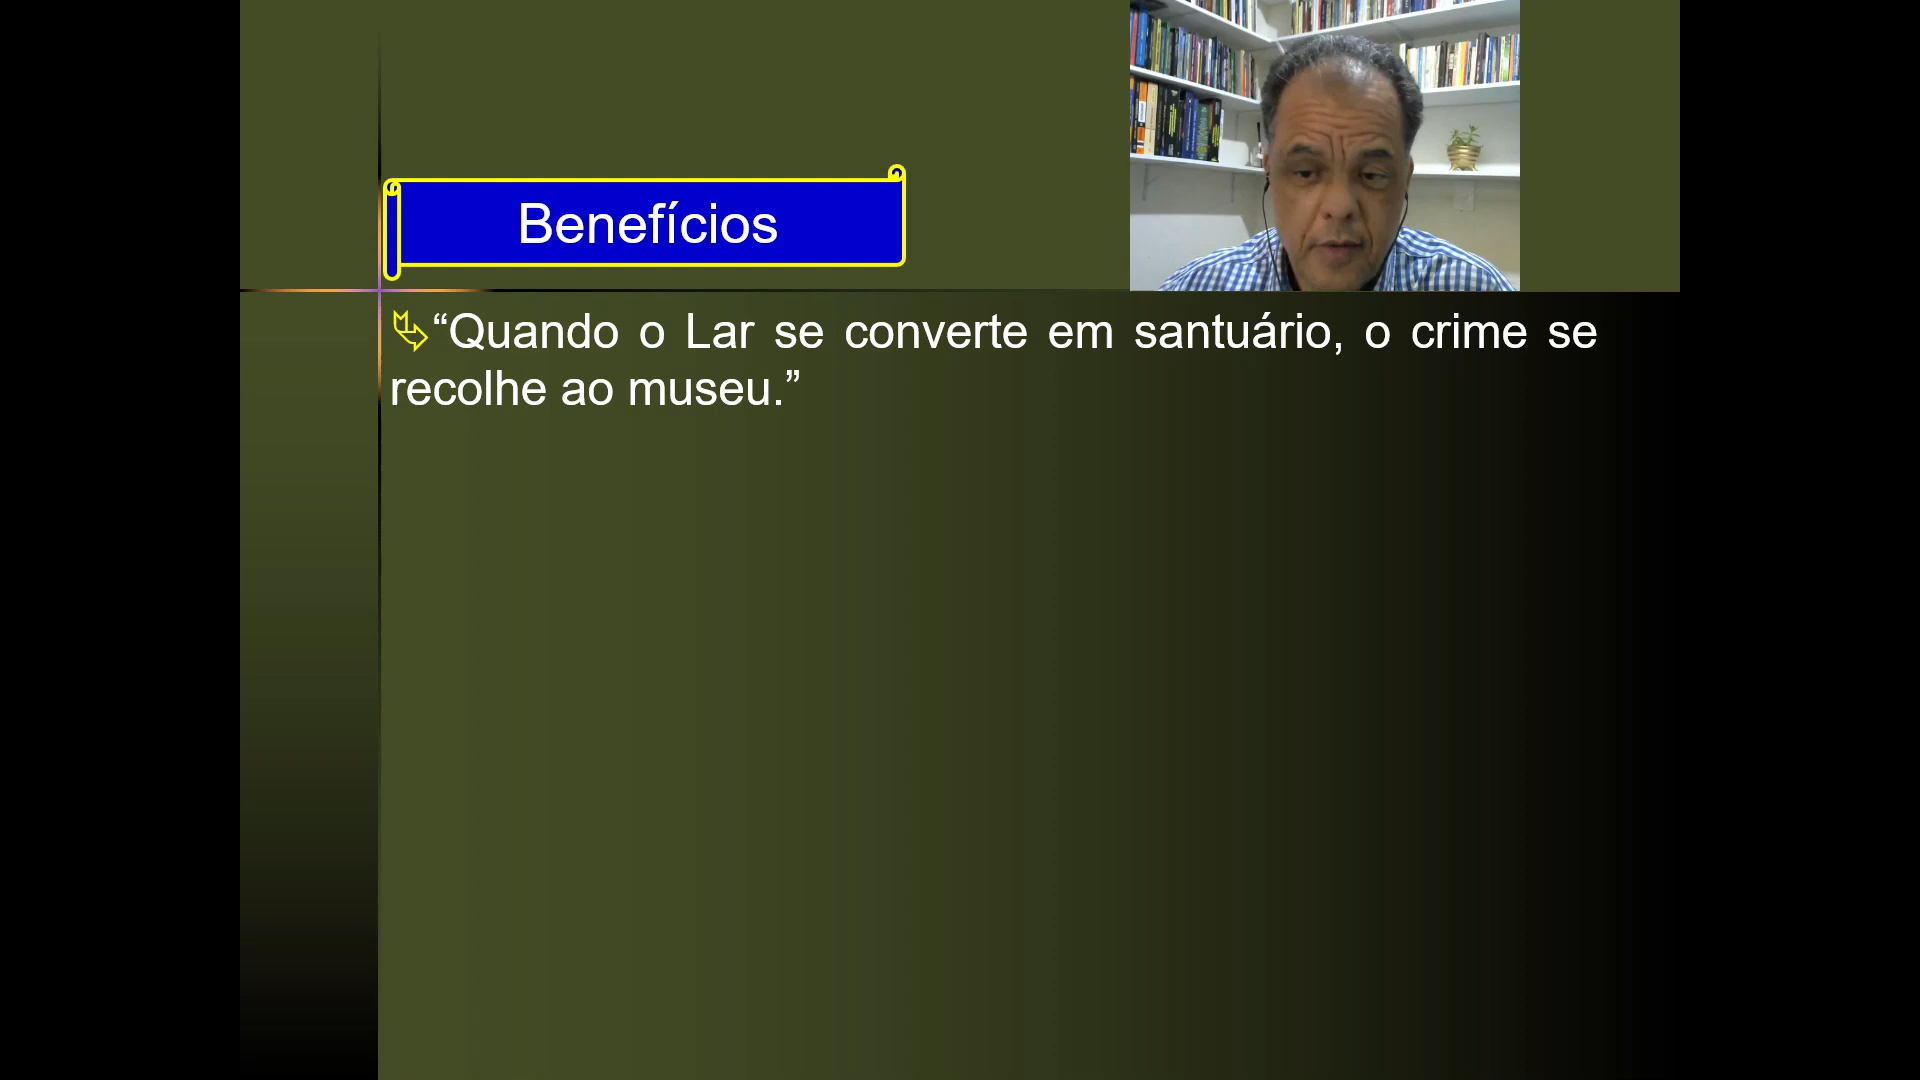 Benefícios
“Quando o Lar se converte em santuário, o crime se
recolhe ao museu.”